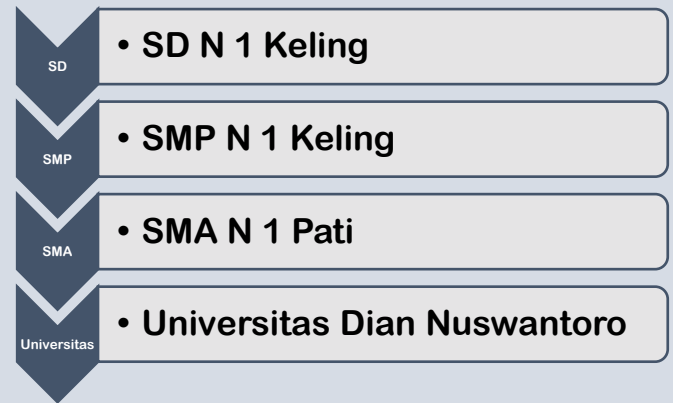 SD
• SD N 1 Keling
SMP
• SMP N 1 Keling
SMA
• SMA N 1 Pati
Universitas
• Universitas Dian Nuswantoro